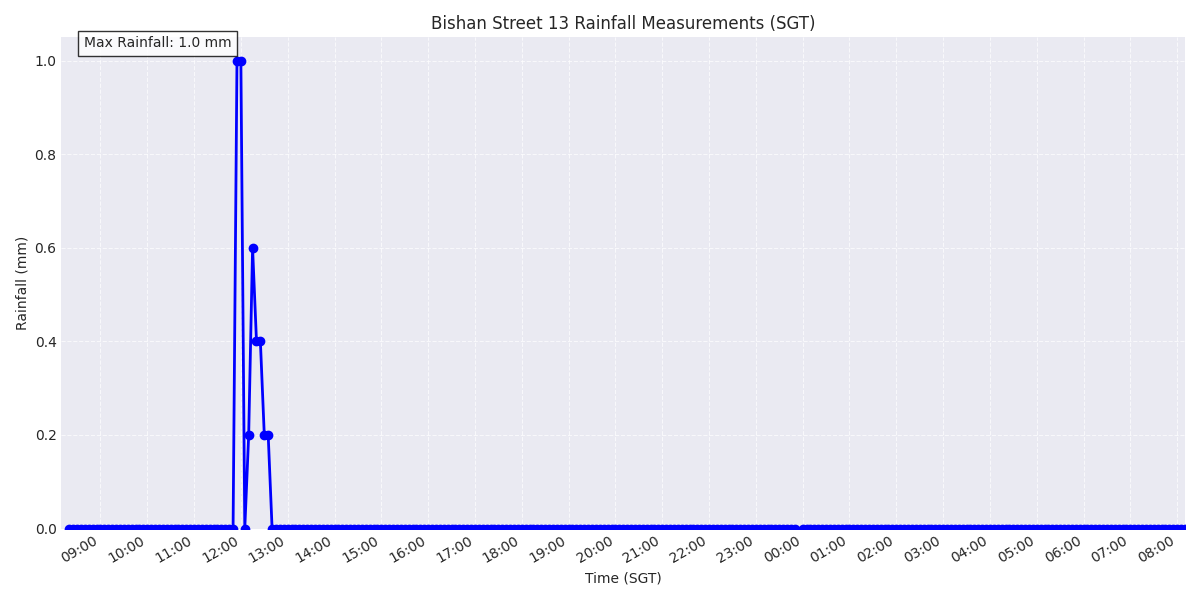 Bishan Street 13 Rainfall Measurements (SGT)
Max Rainfall: 1.0 mm
1.0
0.8
0.6
0.4
0.2
0.0
Rainfall (mm)
09:00 10:00 11:00 12:00 13:00 14:00 15:00 16:00 17:00 18:00 19:00 20:00 21:00 22:00 23:00 00:00 01:00 02:00 03:00 04:00 05:00 06:00 07:00 08:00
Time (SGT)